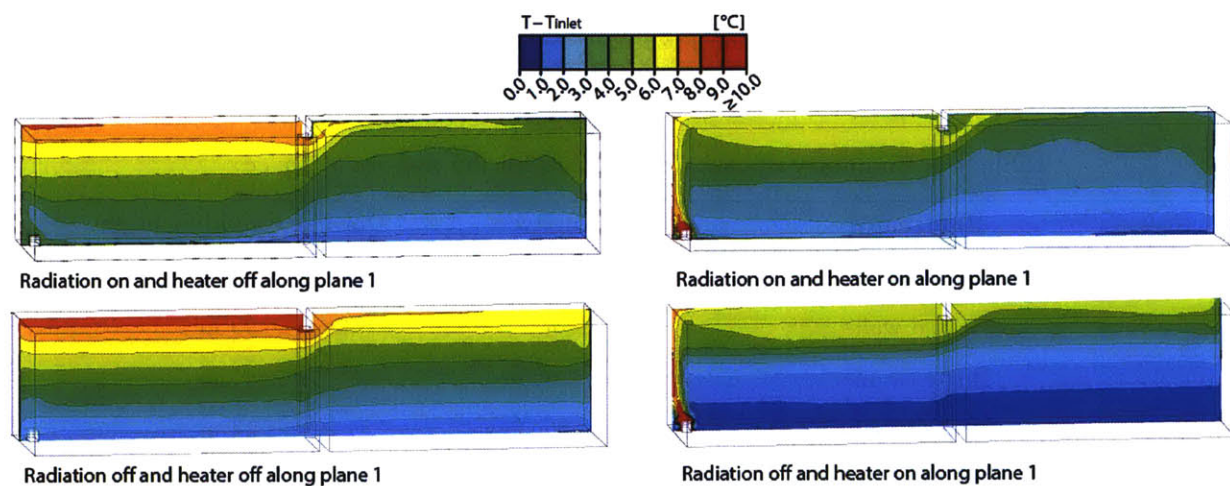 T – Tinlet [°C]
0.0 1.0 2.0 3.0 4.0 5.0 6.0 7.0 8.0 9.0 ≥10.0
Radiation on and heater off along plane 1
Radiation on and heater on along plane 1
Radiation off and heater off along plane 1
Radiation off and heater on along plane 1